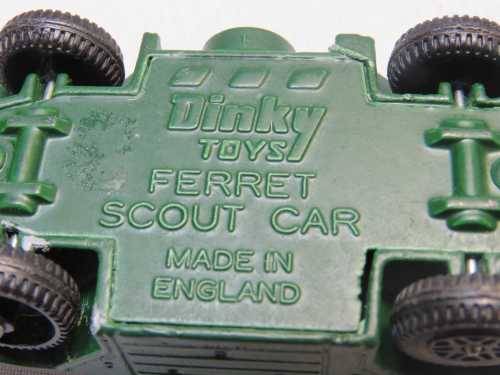 Dinky
TOYS
FERRET
SCOUT CAR
MADE IN
ENGLAND